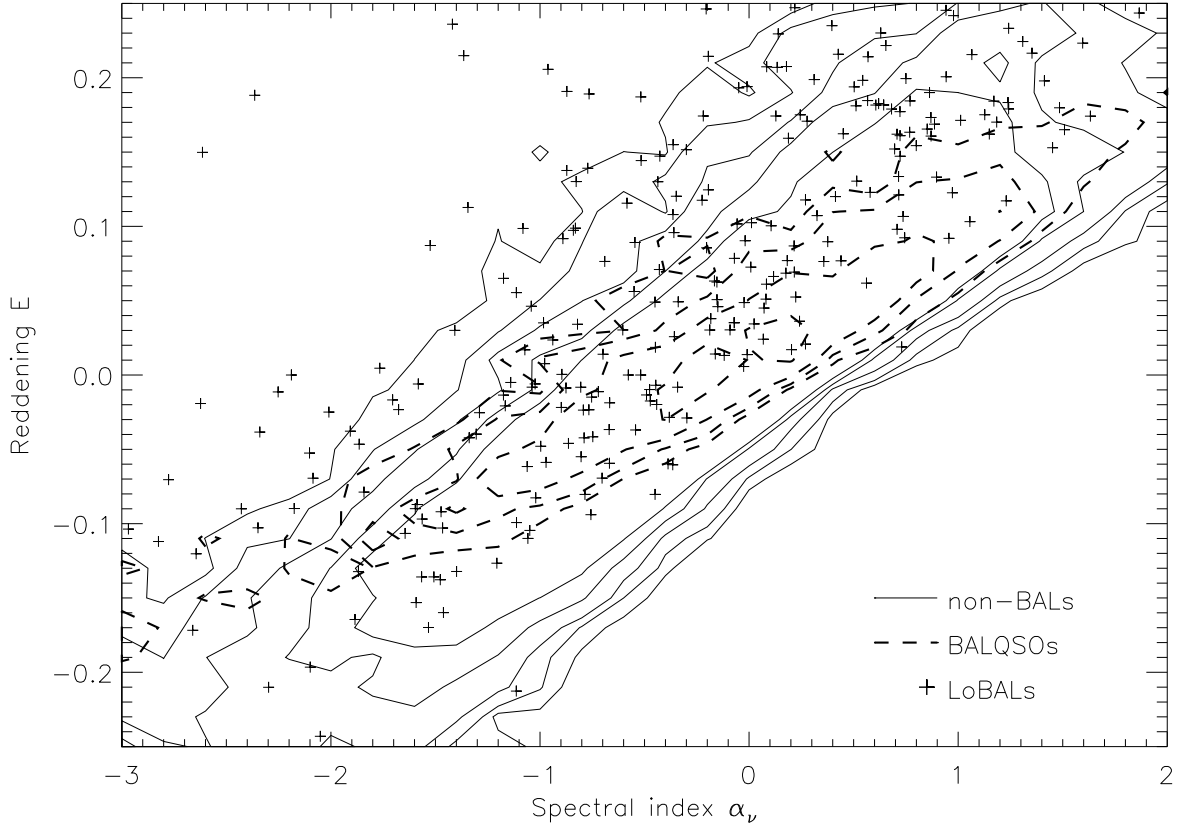 0.2
0.1
0.0
−0.1
−0.2
Reddening E
non−BALs
BALQSOs
LoBALs
−3 −2 −1 0 1 2
Spectral index αν